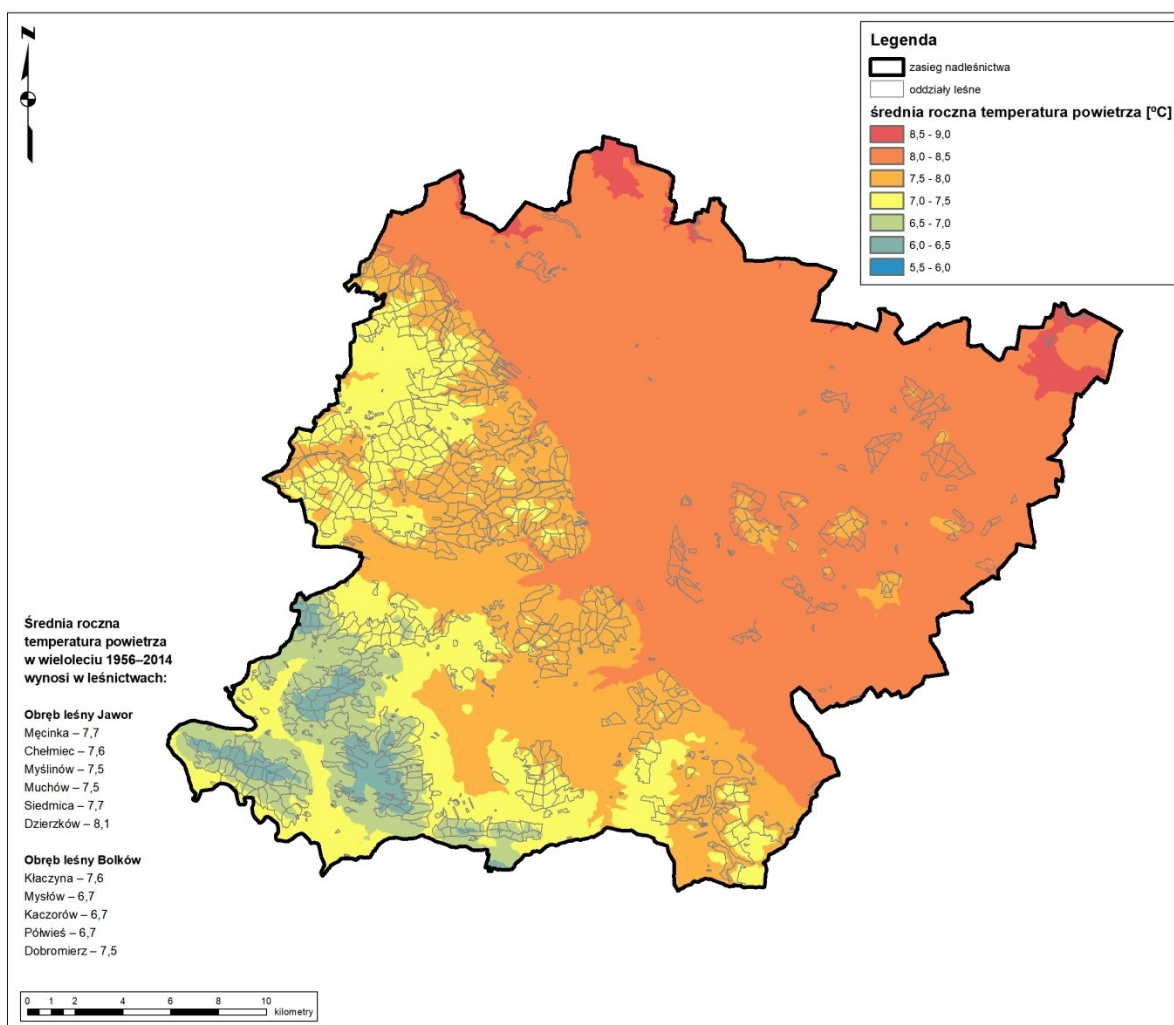 N
Legenda
zasięg nadleśnictwa
oddziały leśne
średnia roczna temperatura powietrza [ºC]
8,5 - 9,0
8,0 - 8,5
7,5 - 8,0
7,0 - 7,5
6,5 - 7,0
6,0 - 6,5
5,5 - 6,0
Średnia roczna
temperatura powietrza
w wieloleciu 1956–2014
wynosi w leśnictwach:
Obręb leśny Jawor
Męcinka – 7,7
Chełmiec – 7,6
Myślinów – 7,5
Muchów – 7,5
Siedmica – 7,7
Dzierzków – 8,1
Obręb leśny Bolków
Kłaczyna – 7,6
Mysłów – 6,7
Kaczorów – 6,7
Półwieś – 6,7
Dobromierz – 7,5
0 1 2 4 6 8 10
kilometry